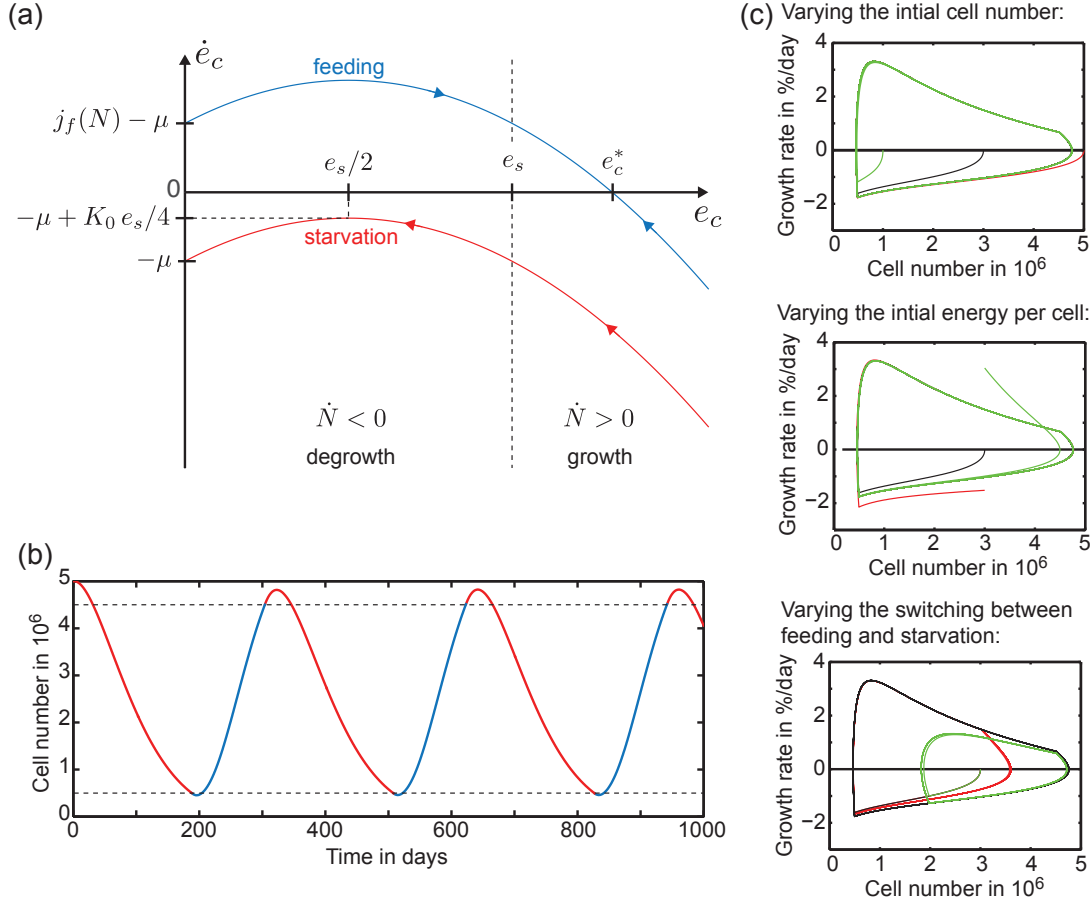 (a)
ė_c
feeding
j_f(N) − μ
e_s/2
e_s
e_c^*
0
e_c
−μ + K_0 e_s/4
starvation
−μ
Ṅ < 0
Ṅ > 0
degrowth
growth
(b)
5
4
3
2
1
0
Cell number in 10^6
0
200
400
600
800
1000
Time in days
(c)
Varying the intial cell number:
4
2
0
−2
Growth rate in %/day
0
1
2
3
4
5
Cell number in 10^6
Varying the intial energy per cell:
4
2
0
−2
Growth rate in %/day
0
1
2
3
4
5
Cell number in 10^6
Varying the switching between
feeding and starvation:
4
2
0
−2
Growth rate in %/day
0
1
2
3
4
5
Cell number in 10^6